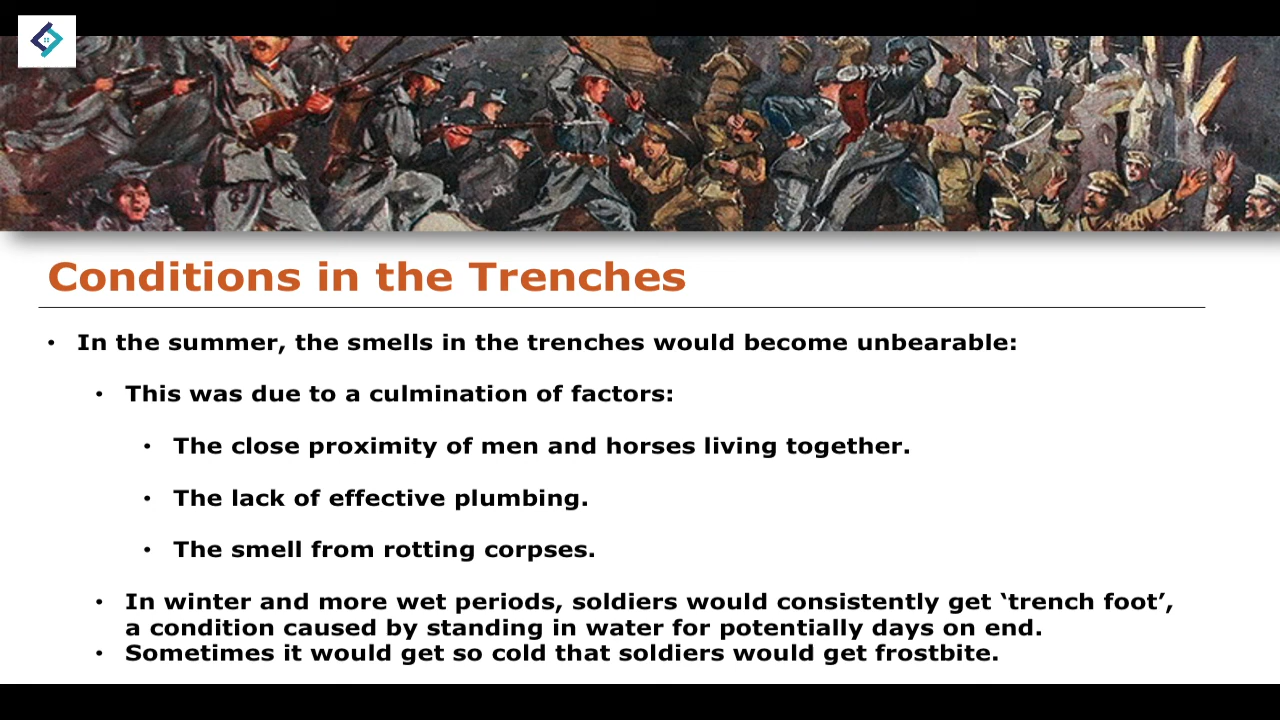 Conditions in the Trenches
• In the summer, the smells in the trenches would become unbearable:
• This was due to a culmination of factors:
• The close proximity of men and horses living together.
• The lack of effective plumbing.
• The smell from rotting corpses.
• In winter and more wet periods, soldiers would consistently get ‘trench foot’,
a condition caused by standing in water for potentially days on end.
• Sometimes it would get so cold that soldiers would get frostbite.